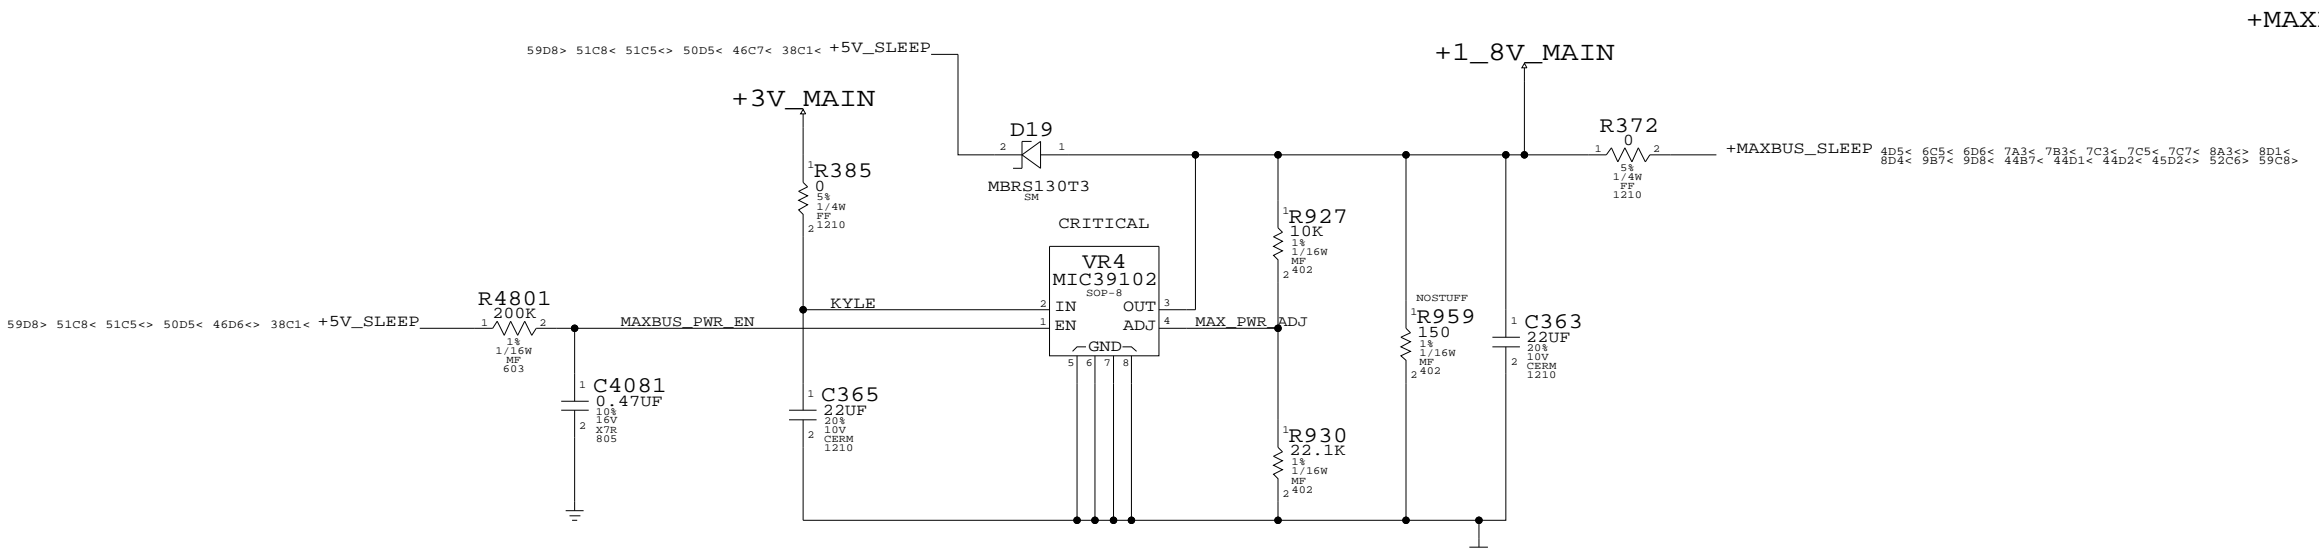 +MAX
59D8> 51C8< 51C5<> 50D5< 46C7< 38C1< +5V_SLEEP
+1_8V_MAIN
+3V_MAIN
D19
2 1
MBRS130T3
SM
R372
0
1 2
5%
1/4W
FF
1210
+MAXBUS_SLEEP 4D5< 6C5< 6D6< 7A3< 7B3< 7C3< 7C5< 7C7< 8A3<> 8D1<
8D4< 9B7< 9D8< 44B7< 44D1< 44D2< 45D2<> 52C6> 59C8>
1
R385
0
5%
1/4W
FF
1210
2
CRITICAL
VR4
MIC39102
SOP-8
2 IN OUT 3
1 EN ADJ 4
GND
5 6 7 8
KYLE
MAXBUS_PWR_EN
MAX_PWR_ADJ
1
R927
10K
1%
1/16W
MF
402
2
59D8> 51C8< 51C5<> 50D5< 46D6<> 38C1< +5V_SLEEP
R4801
200K
1 2
1%
1/16W
MF
603
1
C4081
0.47UF
10%
16V
X7R
805
2
1
C365
22UF
20%
10V
CERM
1210
2
1
R930
22.1K
1%
1/16W
MF
402
2
NOSTUFF
1
R959
150
1%
1/16W
MF
402
2
1
C363
22UF
20%
10V
CERM
1210
2